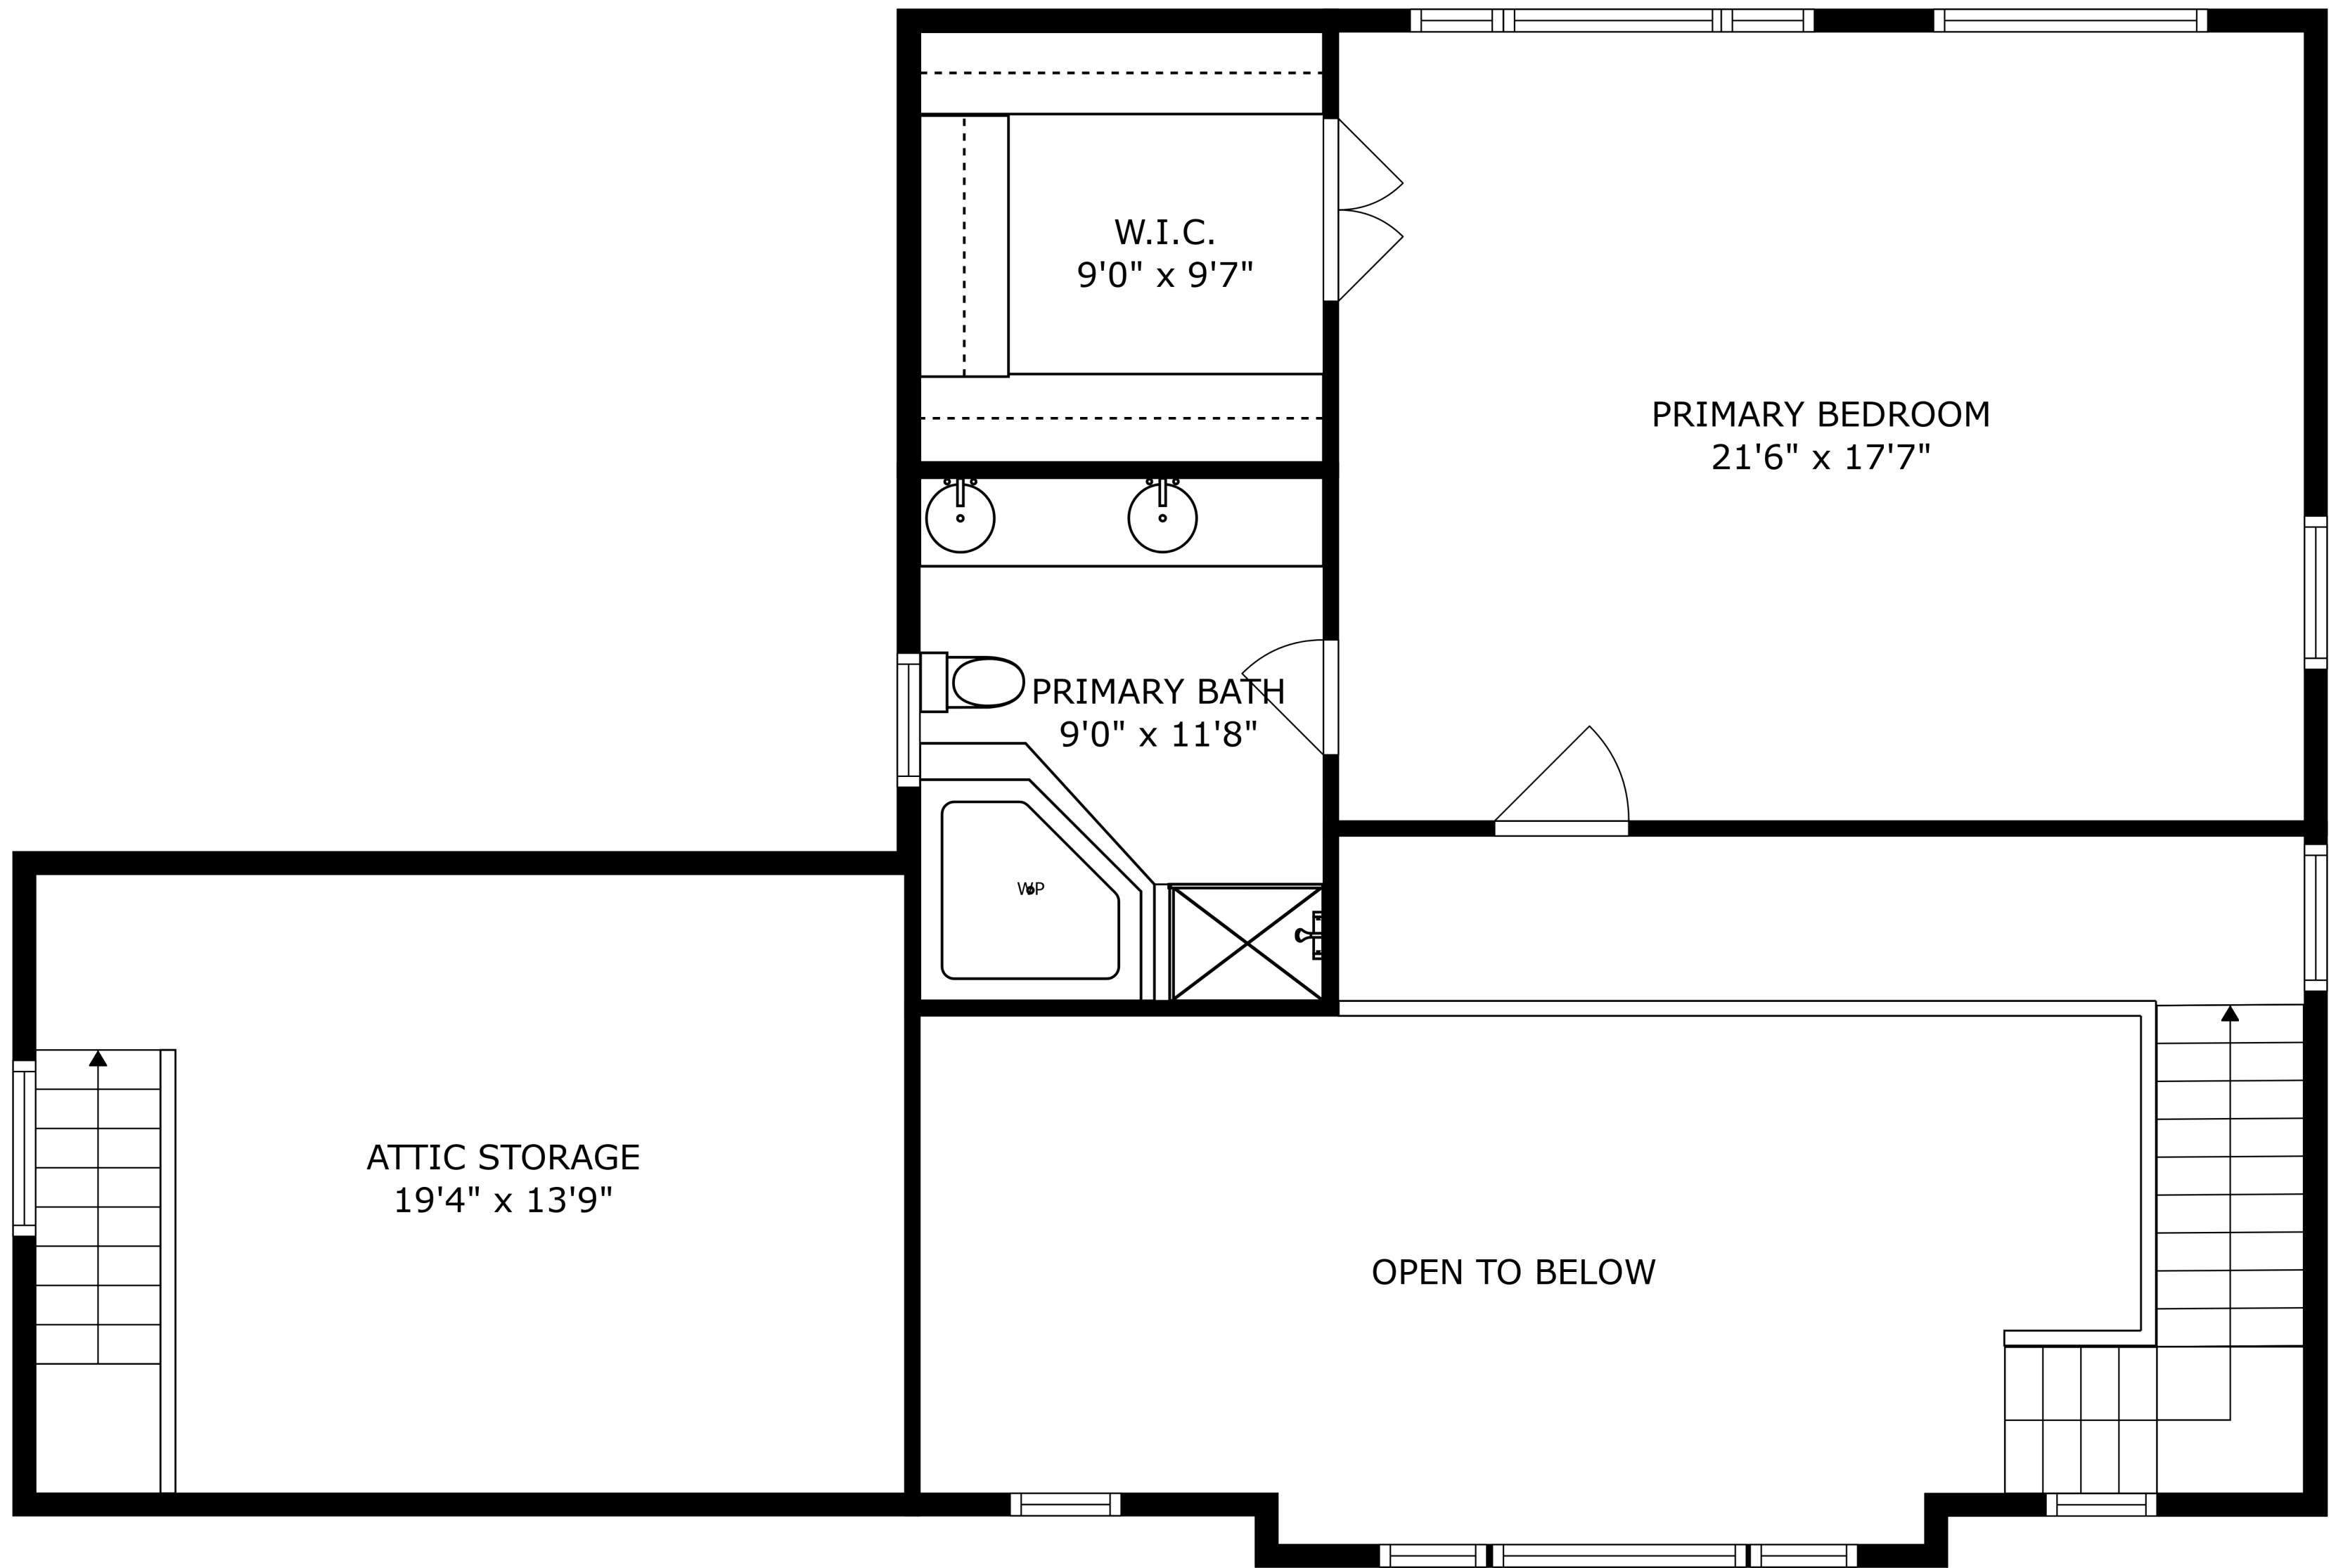 W.I.C.
9'0" x 9'7"
PRIMARY BEDROOM
21'6" x 17'7"
PRIMARY BATH
9'0" x 11'8"
WP
ATTIC STORAGE
19'4" x 13'9"
OPEN TO BELOW